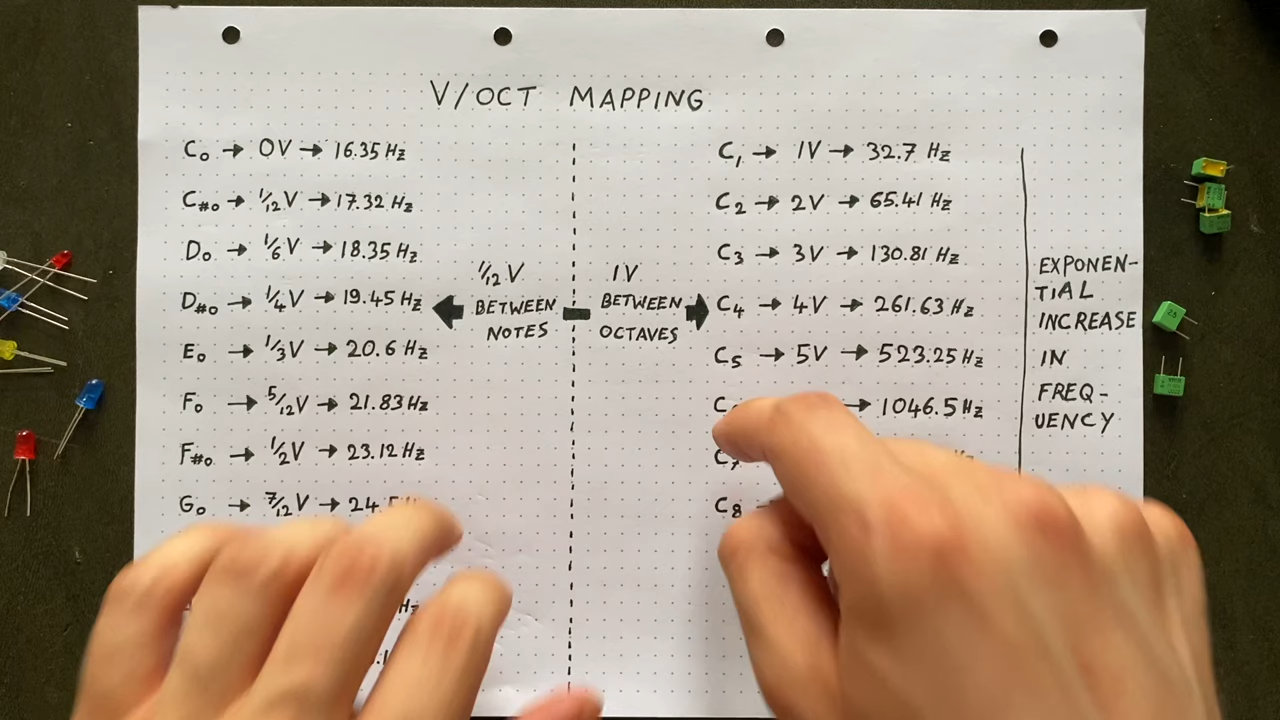 V/OCT MAPPING
C0 → 0V → 16.35 Hz
C#0 → 1/12 V → 17.32 Hz
D0 → 1/6 V → 18.35 Hz
D#0 → 1/4 V → 19.45 Hz
E0 → 1/3 V → 20.6 Hz
F0 → 5/12 V → 21.83 Hz
F#0 → 1/2 V → 23.12 Hz
G0 → 7/12 V → 24.5
Hz
1/12 V
BETWEEN
NOTES
1V
BETWEEN
OCTAVES
C1 → 1V → 32.7 Hz
C2 → 2V → 65.41 Hz
C3 → 3V → 130.81 Hz
C4 → 4V → 261.63 Hz
C5 → 5V → 523.25 Hz
→ 1046.5 Hz
C7
C8
EXPONEN-
TIAL
INCREASE
IN
FREQ-
UENCY